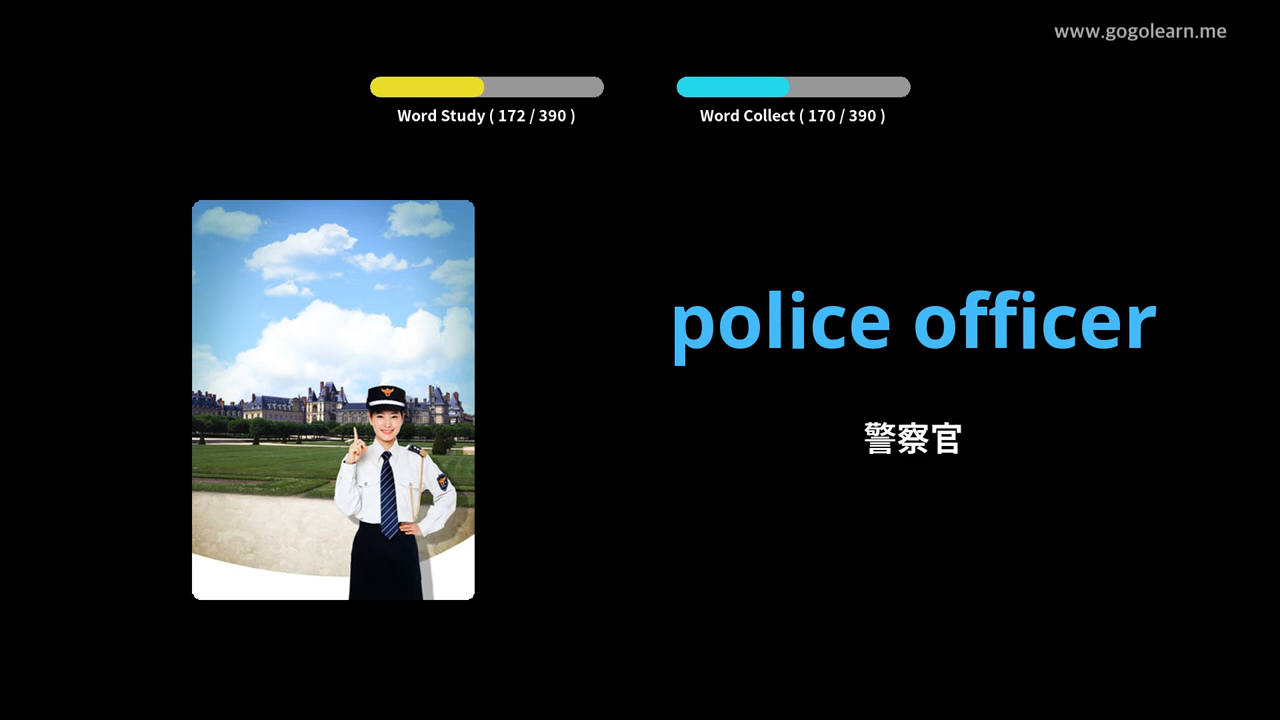 www.gogolearn.me
Word Study ( 172 / 390 )
Word Collect ( 170 / 390 )
police officer
警察官